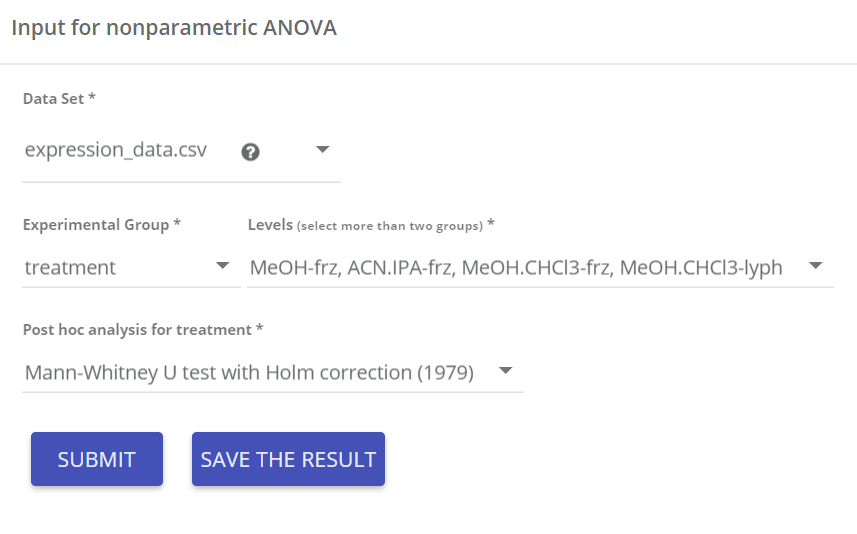 Input for nonparametric ANOVA
Data Set *
expression_data.csv ?
Experimental Group * Levels (select more than two groups) *
treatment MeOH-frz, ACN.IPA-frz, MeOH.CHCl3-frz, MeOH.CHCl3-lyph
Post hoc analysis for treatment *
Mann-Whitney U test with Holm correction (1979)
SUBMIT SAVE THE RESULT